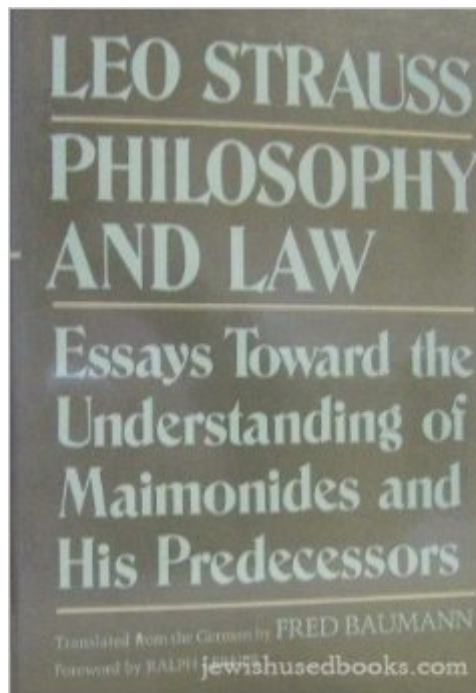 LEO STRAUSS
PHILOSOPHY
AND LAW
Essays Toward the
Understanding of
Maimonides and
His Predecessors
Translated from the German by FRED BAUMANN
Foreword by RALPH
jewishusedbooks.com